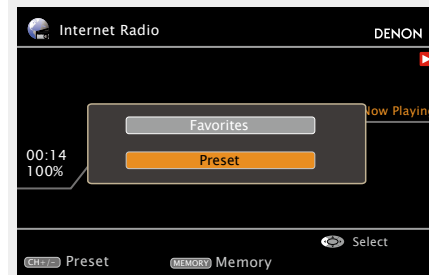 Internet Radio
DENON
Now Playin
Favorites
Preset
00:14
100%
Select
CH+/− Preset
MEMORY Memory